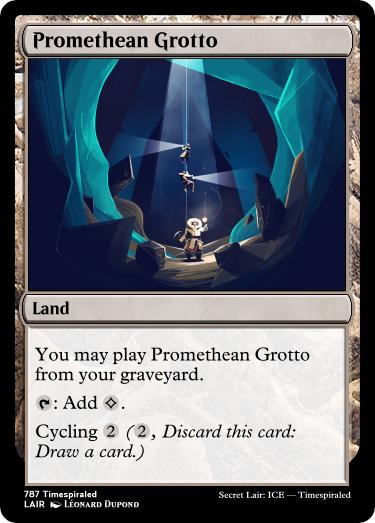 Promethean Grotto
Land
You may play Promethean Grotto
from your graveyard.
: Add .
Cycling 2 (2, Discard this card:
Draw a card.)
787 Timespiraled
LAIR Léonard Dupond
Secret Lair: ICE — Timespiraled